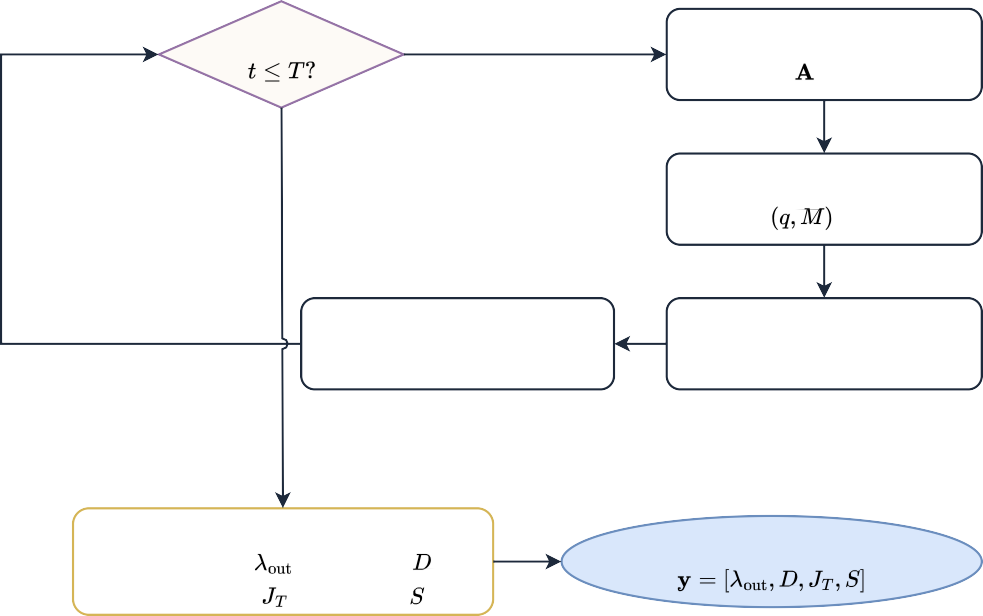 t ≤ T?
A
(q, M)
λ_out D
J_T S
y = [λ_out, D, J_T, S]